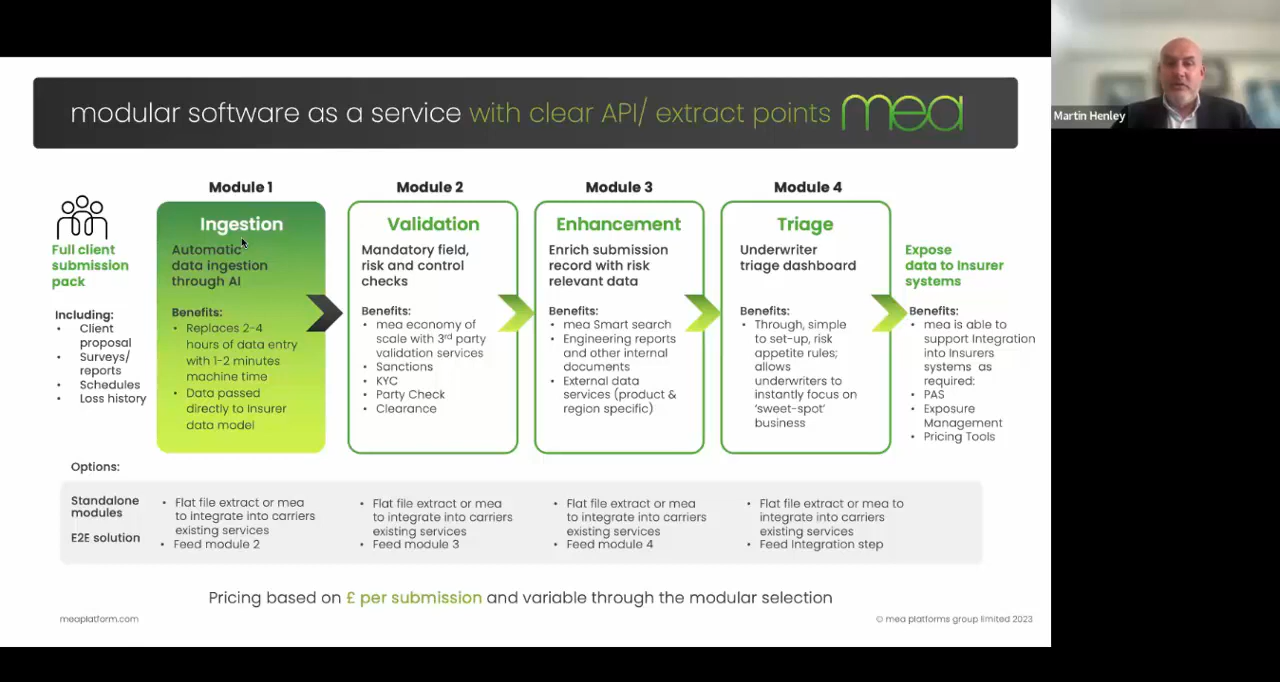 modular software as a service with clear API/ extract points mea
Martin Henley
Full client
submission
pack
Including:
• Client
proposal
• Surveys/
reports
• Schedules
• Loss history
Module 1
Ingestion
Automatic
data ingestion
through AI
Benefits:
• Replaces 2-4
hours of data entry
with 1-2 minutes
machine time
• Data passed
directly to Insurer
data model
Module 2
Validation
Mandatory field,
risk and control
checks
Benefits:
• mea economy of
scale with 3rd party
validation services
• Sanctions
• KYC
• Party Check
• Clearance
Module 3
Enhancement
Enrich submission
record with risk
relevant data
Benefits:
• mea Smart search
• Engineering reports
and other internal
documents
• External data
services (product &
region specific)
Module 4
Triage
Underwriter
triage dashboard
Benefits:
• Through, simple
to set-up, risk
appetite rules;
allows
underwriters to
instantly focus on
‘sweet-spot’
business
Expose
data to Insurer
systems
Benefits:
• mea is able to
support Integration
into Insurers
systems as
required:
• PAS
• Exposure
Management
• Pricing Tools
Options:
Standalone
modules
E2E solution
• Flat file extract or mea
to integrate into carriers
existing services
• Feed module 2
• Flat file extract or mea
to integrate into carriers
existing services
• Feed module 3
• Flat file extract or mea
to integrate into carriers
existing services
• Feed module 4
• Flat file extract or mea to
integrate into carriers
existing services
• Feed Integration step
Pricing based on £ per submission and variable through the modular selection
meaplatform.com
© mea platforms group limited 2023